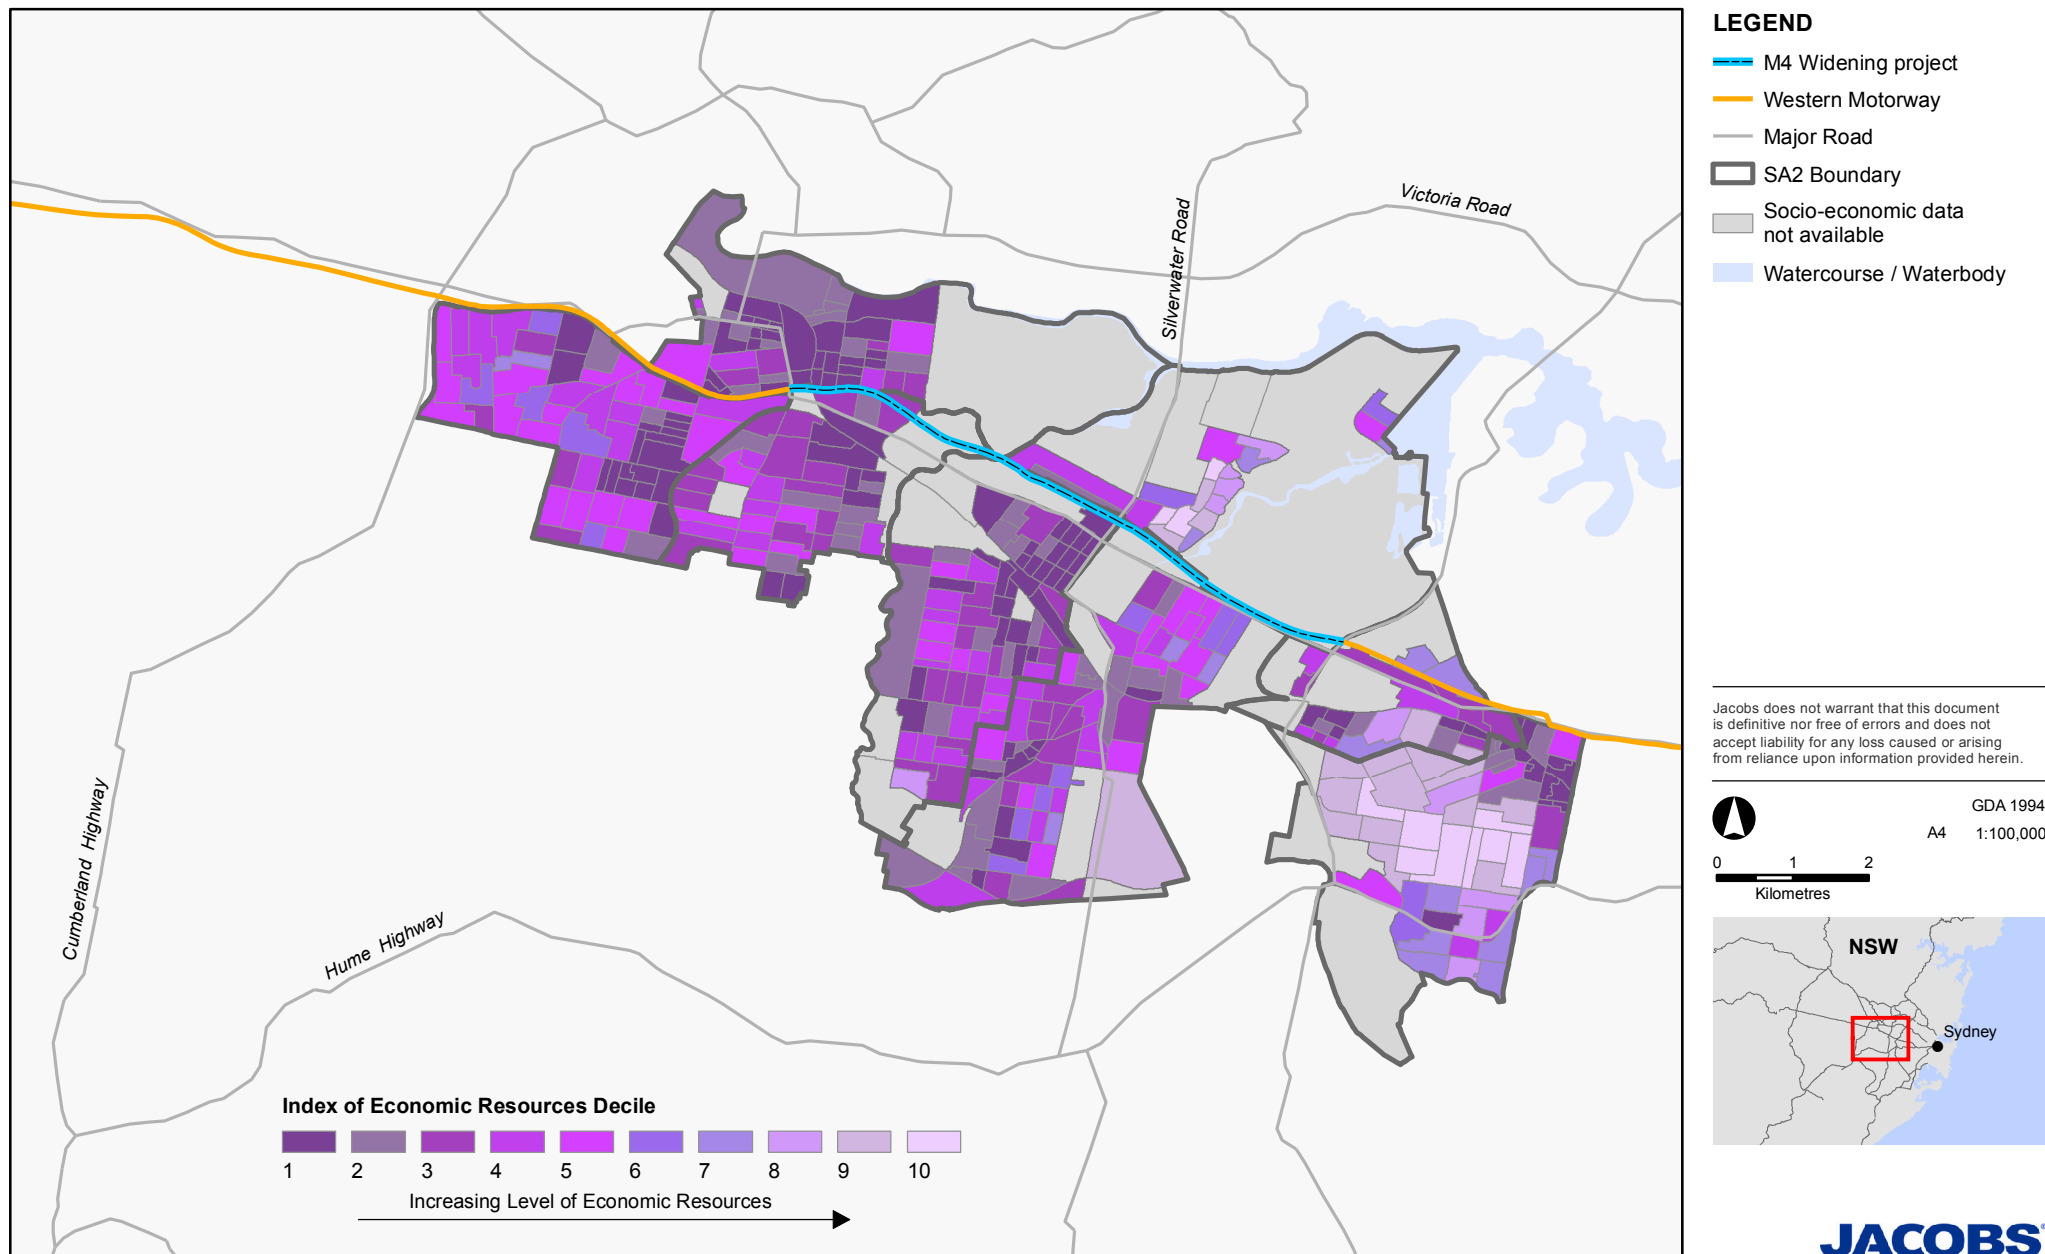 LEGEND
M4 Widening project
Western Motorway
Major Road
SA2 Boundary
Socio-economic data
not available
Watercourse / Waterbody
Victoria Road
Silverwater Road
Cumberland Highway
Hume Highway
Jacobs does not warrant that this document
is definitive nor free of errors and does not
accept liability for any loss caused or arising
from reliance upon information provided herein.
GDA 1994
A4 1:100,000
0 1 2
Kilometres
NSW
Sydney
Index of Economic Resources Decile
1 2 3 4 5 6 7 8 9 10
Increasing Level of Economic Resources
JACOBS